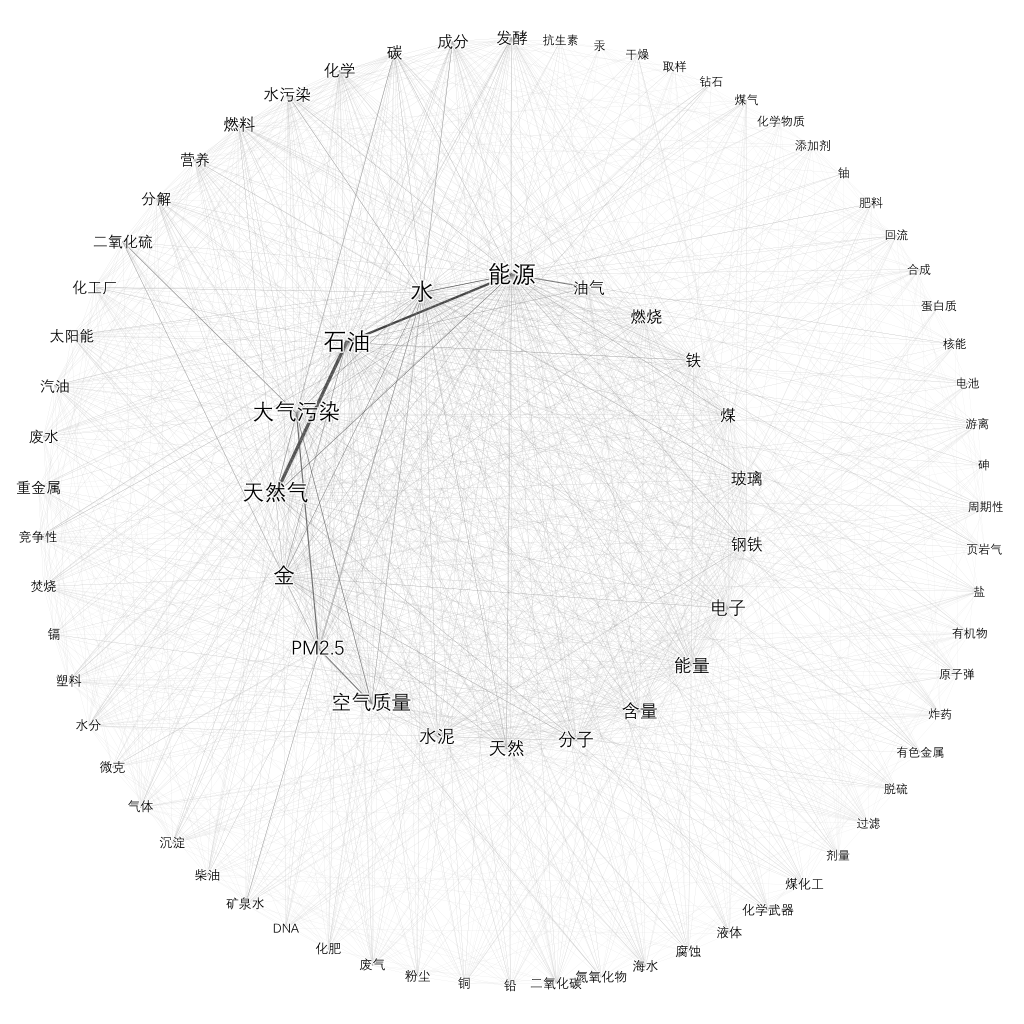 发酵
抗生素
汞
干燥
取样
钻石
煤气
化学物质
添加剂
铀
肥料
回流
合成
蛋白质
核能
电池
游离
砷
周期性
页岩气
盐
有机物
原子弹
炸药
有色金属
脱硫
过滤
剂量
煤化工
化学武器
液体
腐蚀
海水
氮氧化物
二氧化碳
铅
铜
粉尘
废气
化肥
DNA
矿泉水
柴油
沉淀
气体
微克
水分
塑料
镉
焚烧
竞争性
重金属
废水
汽油
太阳能
化工厂
二氧化硫
分解
营养
燃料
水污染
化学
碳
成分
能源
油气
燃烧
铁
煤
玻璃
钢铁
电子
能量
含量
分子
天然
水泥
空气质量
PM2.5
金
天然气
大气污染
石油
水